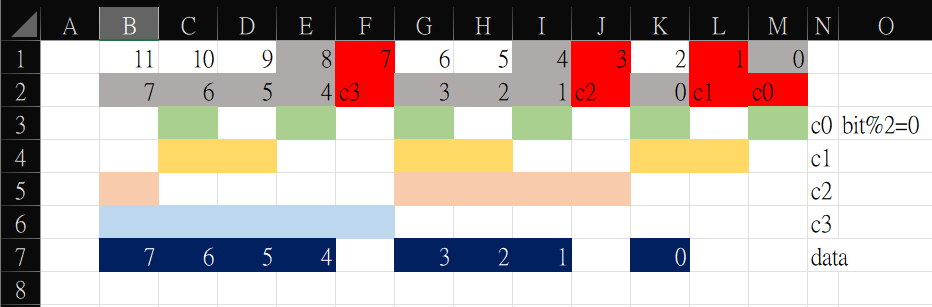 A B C D E F G H I J K L M N O
1 11 10 9 8 7 6 5 4 3 2 1 0
2 7 6 5 4 c3 3 2 1 c2 0 c1 c0
3 c0 bit%2=0
4 c1
5 c2
6 c3
7 7 6 5 4 3 2 1 0 data
8